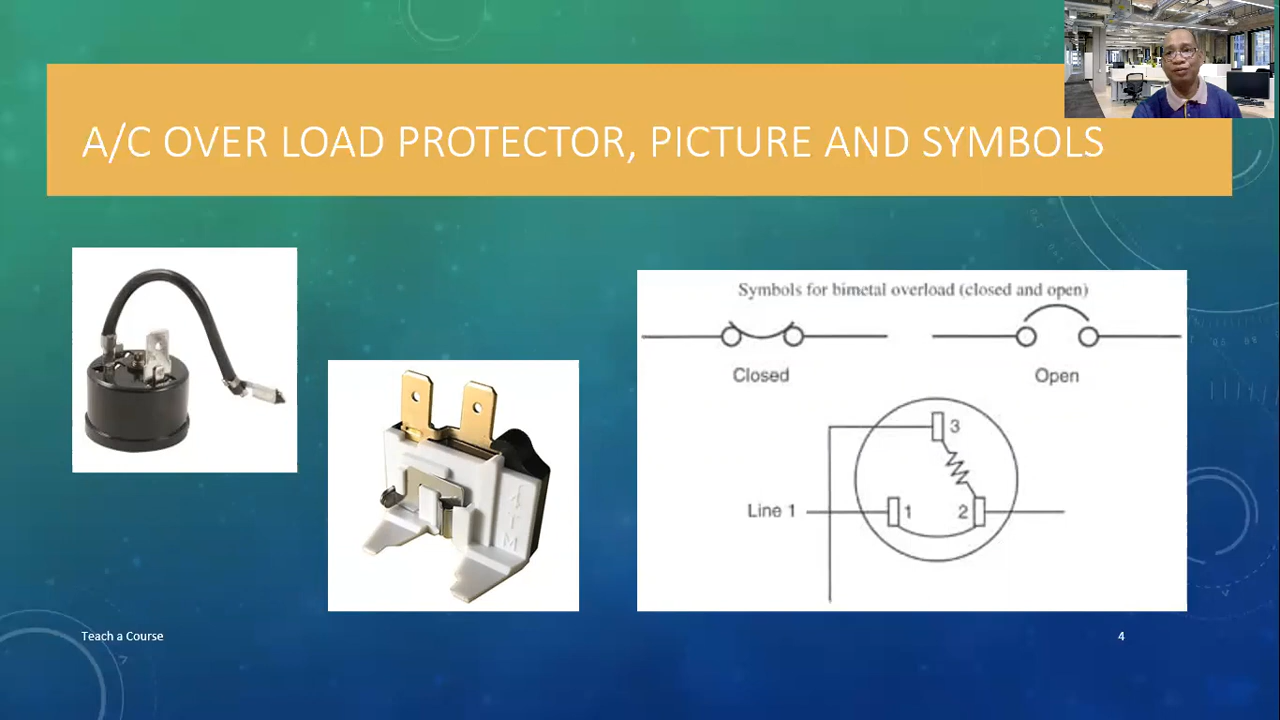 A/C OVER LOAD PROTECTOR, PICTURE AND SYMBOLS
Symbols for bimetal overload (closed and open)
Closed
Open
3
Line 1
1
2
Teach a Course
4